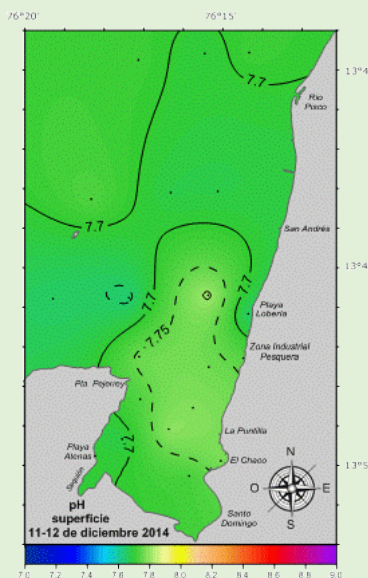 76°20'
76°15'
7.7
13°4
Río
Pisco
7.7
San Andrés
13°4
7.7
7.7
Playa
Lobería
7.75
Zona Industrial
Pesquera
Pta. Pejerrey
7.7
La Puntilla
Playa
Atenas
El Chaco
N
13°5
Sequión
O
E
pH
superficie
11-12 de diciembre 2014
Santo
Domingo
S
7.0 7.2 7.4 7.6 7.8 8.0 8.2 8.4 8.6 8.8 9.0